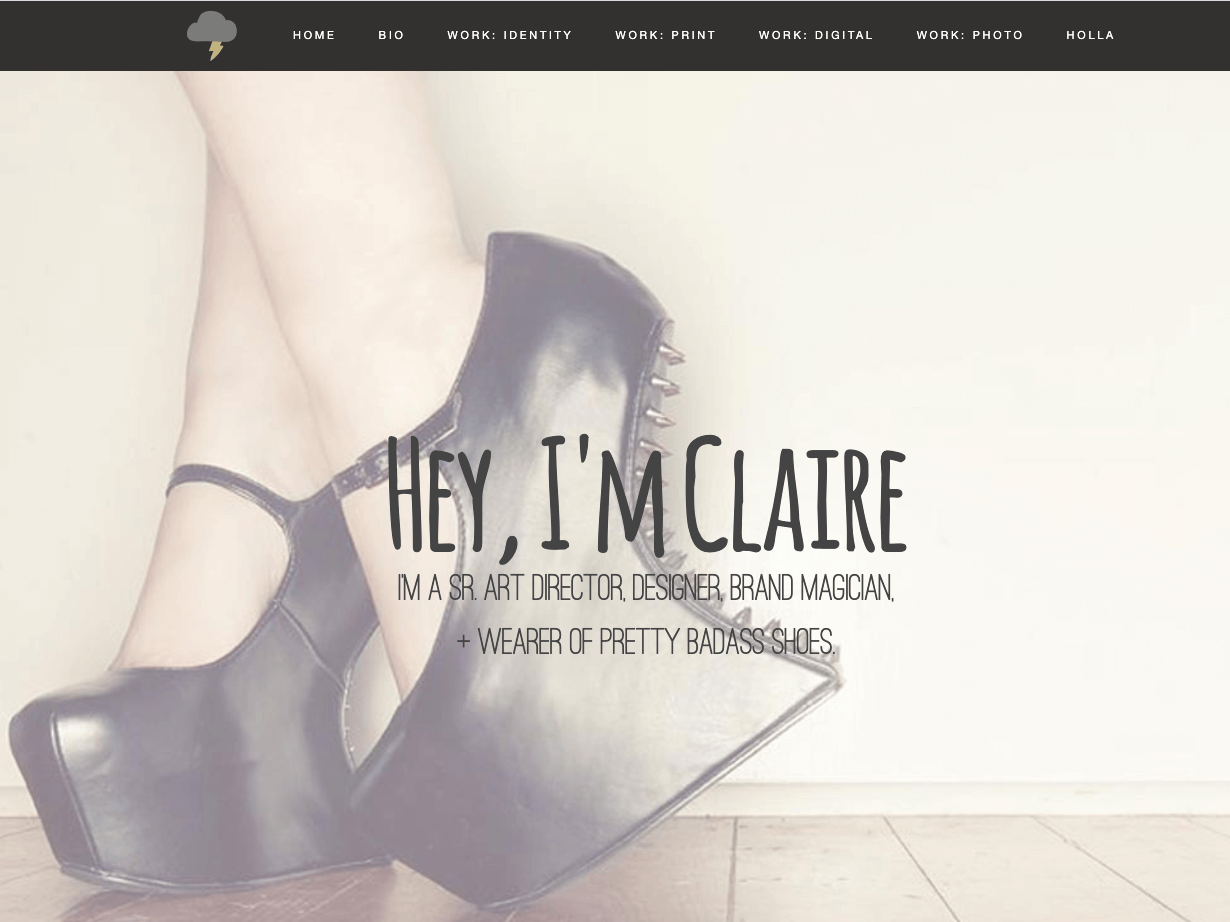 HOME BIO WORK: IDENTITY WORK: PRINT WORK: DIGITAL WORK: PHOTO HOLLA
HEY, I'M CLAIRE
I'M A SR. ART DIRECTOR, DESIGNER, BRAND MAGICIAN,
+ WEARER OF PRETTY BADASS SHOES.